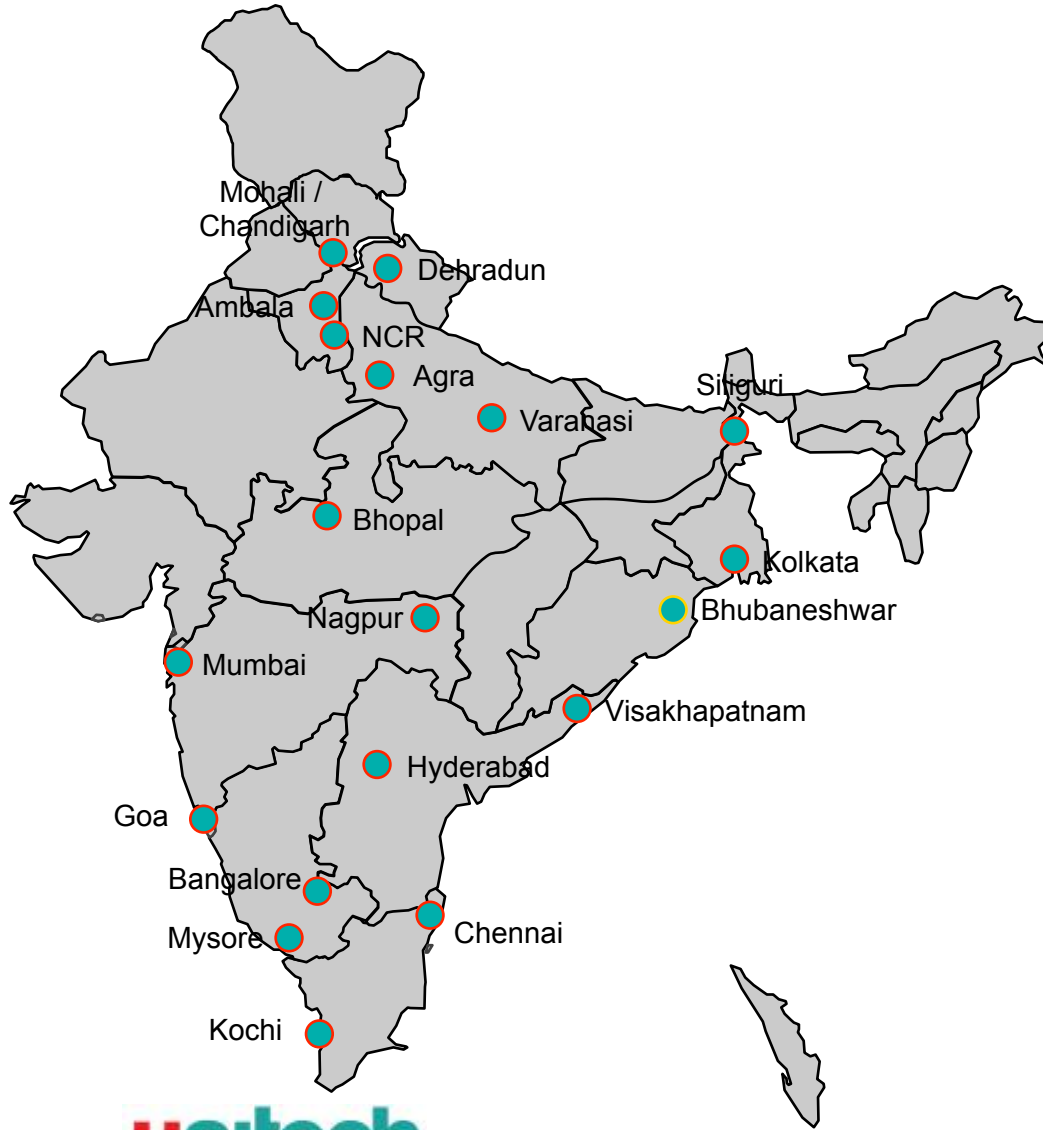 Mohali /
Chandigarh
Dehradun
Ambala
NCR
Agra
Siliguri
Varanasi
Bhopal
Kolkata
Nagpur
Bhubaneshwar
Mumbai
Visakhapatnam
Hyderabad
Goa
Bangalore
Chennai
Mysore
Kochi